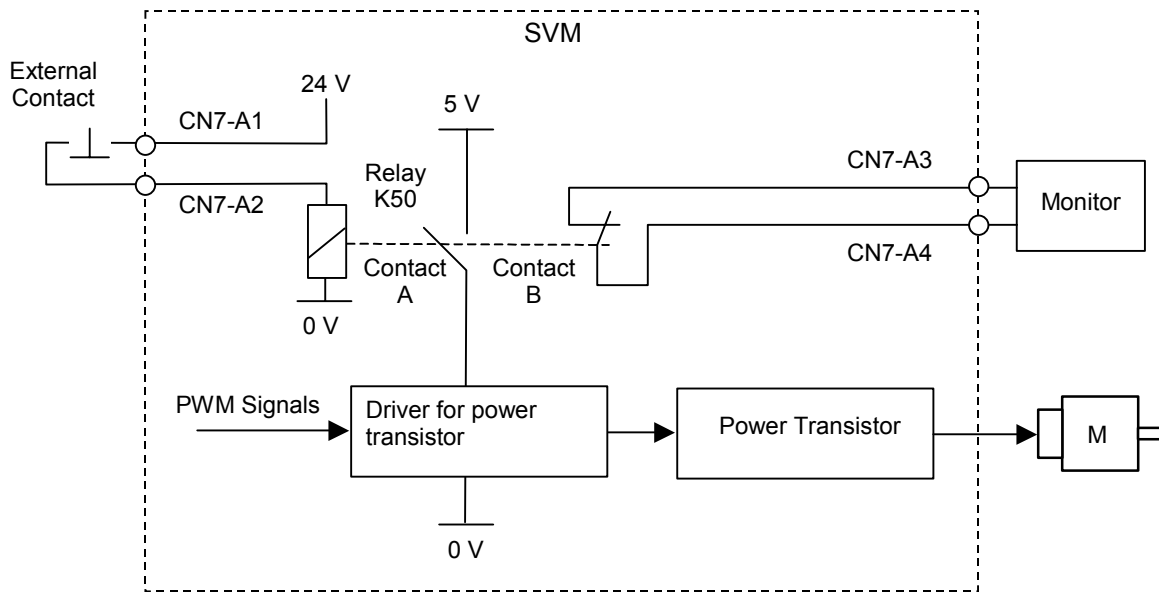 SVM
External
Contact
24 V
5 V
CN7-A1
CN7-A2
Relay
K50
CN7-A3
CN7-A4
Monitor
Contact
A
Contact
B
0 V
PWM Signals
Driver for power
transistor
Power Transistor
M
0 V